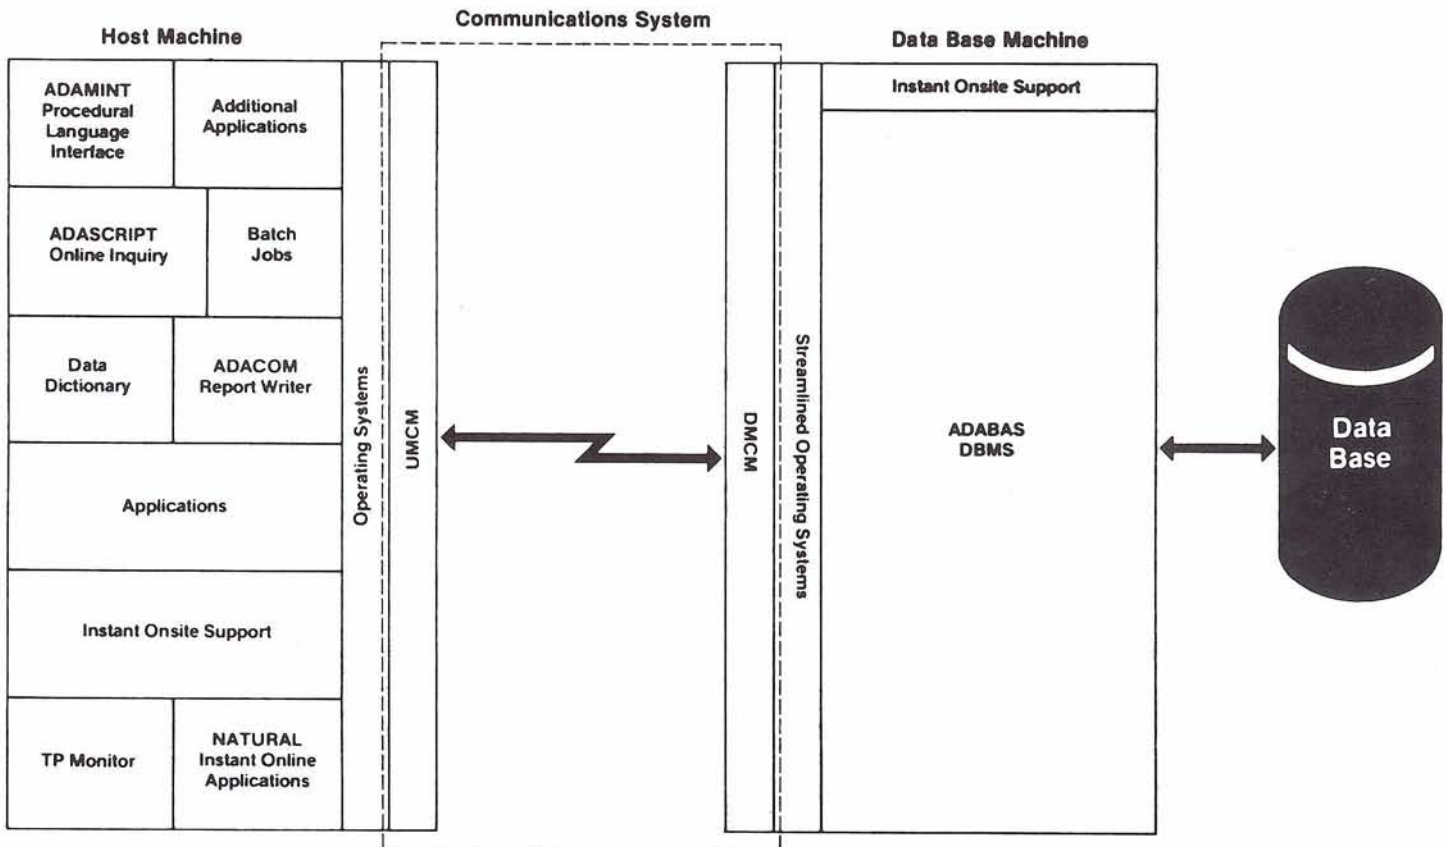 Communications System
Host Machine
Data Base Machine
ADAMINT
Procedural
Language
Interface
Additional
Applications
ADASCRIPT
Online Inquiry
Batch
Jobs
Data
Dictionary
ADACOM
Report Writer
Applications
Instant Onsite Support
TP Monitor
NATURAL
Instant Online
Applications
Operating Systems
UMCM
DMCM
Streamlined Operating Systems
Instant Onsite Support
ADABAS
DBMS
Data
Base